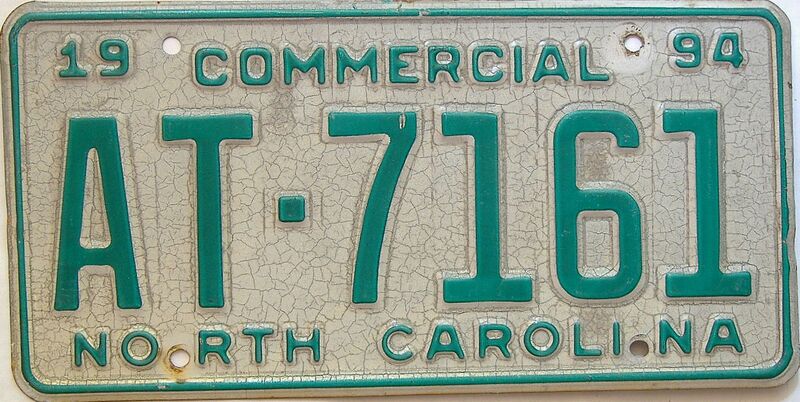 19 COMMERCIAL 94
AT·7161
NORTH CAROLINA